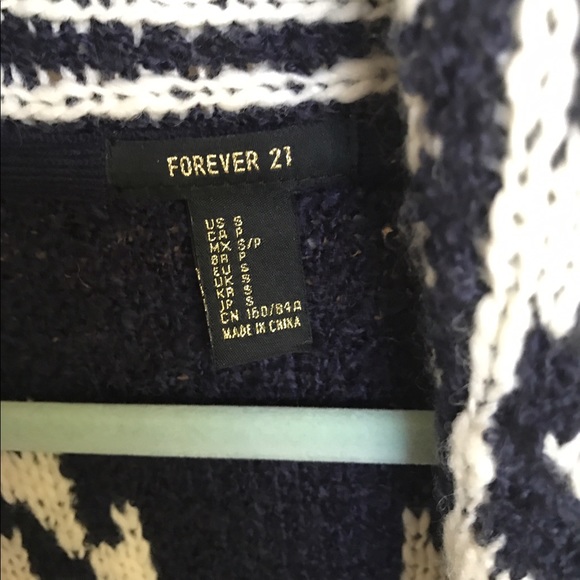 FOREVER 21
US S
CA P
MX S/P
BR P
EU S
UK S
KR S
JP S
CN 160/84A
MADE IN CHINA